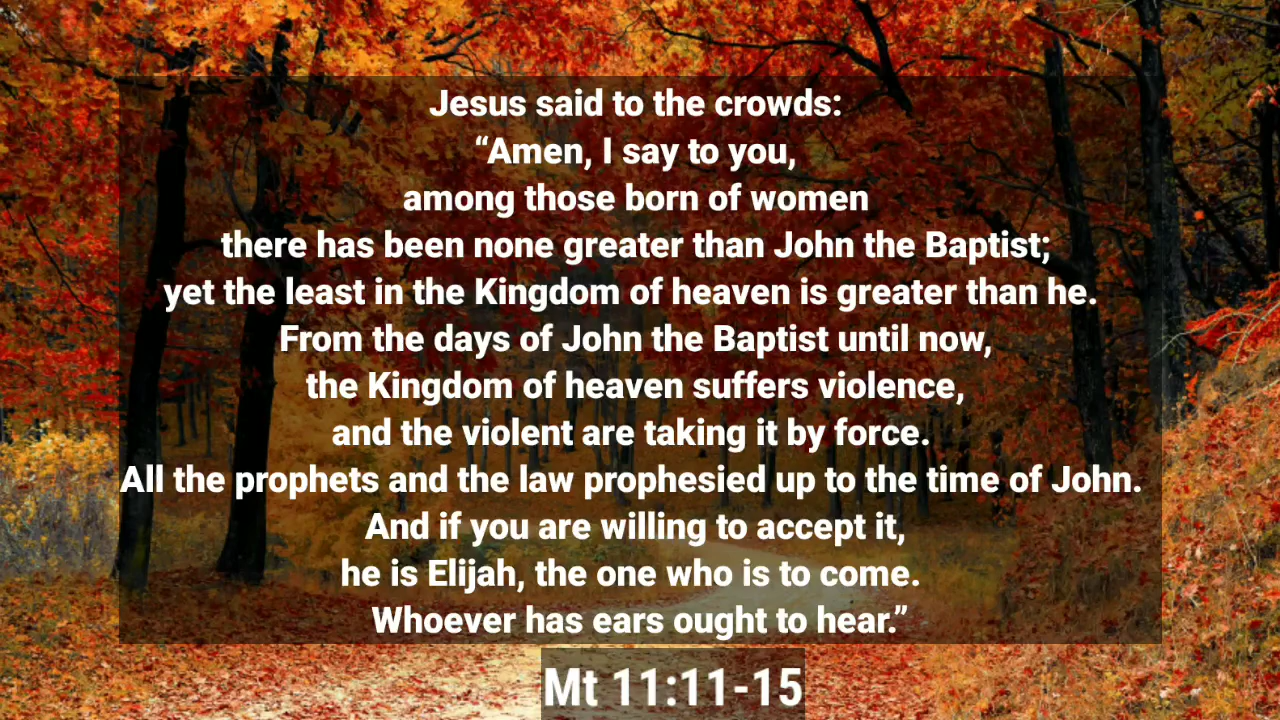 Jesus said to the crowds:
“Amen, I say to you,
among those born of women
there has been none greater than John the Baptist;
yet the least in the Kingdom of heaven is greater than he.
From the days of John the Baptist until now,
the Kingdom of heaven suffers violence,
and the violent are taking it by force.
All the prophets and the law prophesied up to the time of John.
And if you are willing to accept it,
he is Elijah, the one who is to come.
Whoever has ears ought to hear.”
Mt 11:11-15